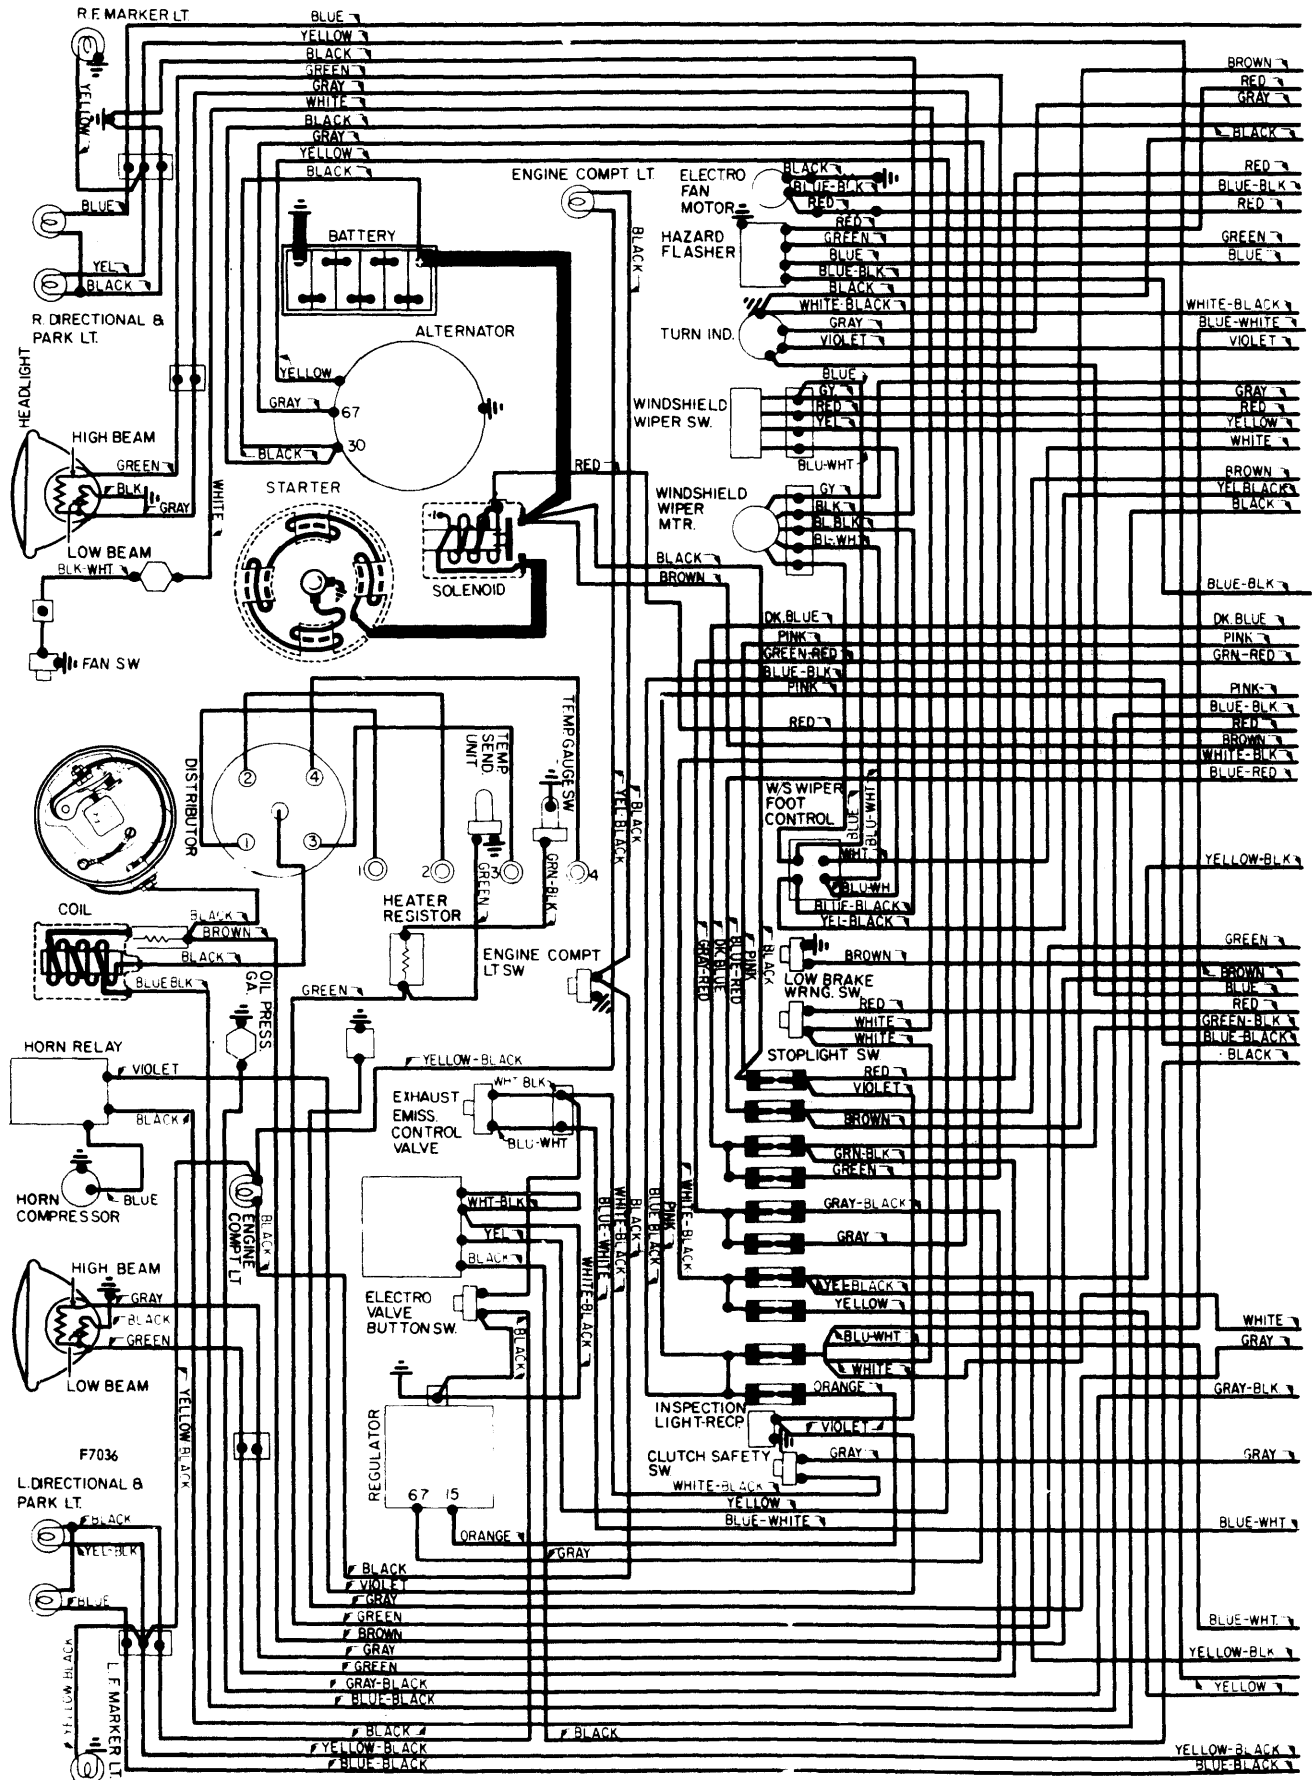 R.F. MARKER LT.
BLUE
YELLOW
BLACK
GREEN
GRAY
WHITE
BLACK
GRAY
YELLOW
BLACK
YELLOW
BROWN
RED
GRAY
BLACK
RED
BLUE-BLK
RED
GREEN
BLUE
WHITE-BLACK
BLUE-WHITE
VIOLET
GRAY
RED
YELLOW
WHITE
BROWN
YEL BLACK
BLACK
BLUE-BLK
DK. BLUE
PINK
GRN-RED
PINK
BLUE-BLK
RED
BROWN
WHITE-BLK
BLUE-RED
YELLOW-BLK
GREEN
BROWN
BLUE
RED
GREEN-BLK
BLUE-BLACK
BLACK
WHITE
GRAY
GRAY-BLK
GRAY
BLUE-WHT
BLUE-WHT
YELLOW-BLK
YELLOW
YELLOW-BLACK
BLUE-BLACK
BLUE
YEL
BLACK
R. DIRECTIONAL &
PARK LT.
ENGINE COMPT LT.
BLACK
ELECTRO
FAN
MOTOR
BLACK
BLUE-BLK
RED
HAZARD
FLASHER
RED
GREEN
BLUE
BLUE-BLK
BLACK
WHITE-BLACK
TURN IND.
GRAY
VIOLET
BATTERY
ALTERNATOR
YELLOW
GRAY
67
30
BLACK
WINDSHIELD
WIPER SW.
BLUE
GY
RED
YEL
BLU-WHT
WINDSHIELD
WIPER
MTR.
GY
BLK
BL.BLK
BL-WH
HEADLIGHT
HIGH BEAM
GREEN
BLK
GRAY
LOW BEAM
WHITE
BLK-WHT
FAN SW
STARTER
RED
SOLENOID
BLACK
BROWN
DK. BLUE
PINK
GREEN-RED
BLUE-BLK
PINK
RED
DISTRIBUTOR
2
4
1
3
TEMP
SEND.
UNIT
TEMP GAUGE SW
1
2
3
4
GREEN
GRN-BLK
YEL-BLACK
BLACK
W/S WIPER
FOOT
CONTROL
BLUE
BLU-WHT
WHT
BLU-WH
BLUE-BLACK
YEL-BLACK
COIL
BLACK
BROWN
BLACK
BLUE BLK
OIL PRESS.
GA.
HEATER
RESISTOR
GREEN
ENGINE COMPT
LT SW
GRAY-RED
DK BLUE
BLUE-RED
PINK
BLACK
BROWN
LOW BRAKE
WRNG. SW.
RED
WHITE
WHITE
STOPLIGHT SW
RED
VIOLET
BROWN
GRN-BLK
GREEN
GRAY-BLACK
GRAY
YEL-BLACK
YELLOW
BLU-WHT
WHITE
ORANGE
HORN RELAY
VIOLET
BLACK
HORN
COMPRESSOR
BLUE
YELLOW-BLACK
EXHAUST
EMISS.
CONTROL
VALVE
WHT BLK
BLU-WHT
WHT-BLK
YEL
BLACK
ENGINE
COMPT LT
BLACK
ELECTRO
VALVE
BUTTON SW.
BLACK
WHITE-BLACK
BLUE-WHITE
WHITE-BLACK
BLACK
BLUE BLACK
PINK
WHITE-BLACK
HIGH BEAM
GRAY
BLACK
GREEN
LOW BEAM
YELLOW BLACK
REGULATOR
67
15
ORANGE
INSPECTION
LIGHT-RECP.
VIOLET
CLUTCH SAFETY
SW
GRAY
WHITE-BLACK
YELLOW
BLUE-WHITE
GRAY
F7036
L. DIRECTIONAL &
PARK LT.
BLACK
YEL-BLK
BLUE
YELLOW BLACK
L. F. MARKER LT.
BLACK
VIOLET
GRAY
GREEN
BROWN
GRAY
GREEN
GRAY-BLACK
BLUE-BLACK
BLACK
BLACK
YELLOW-BLACK
BLUE-BLACK